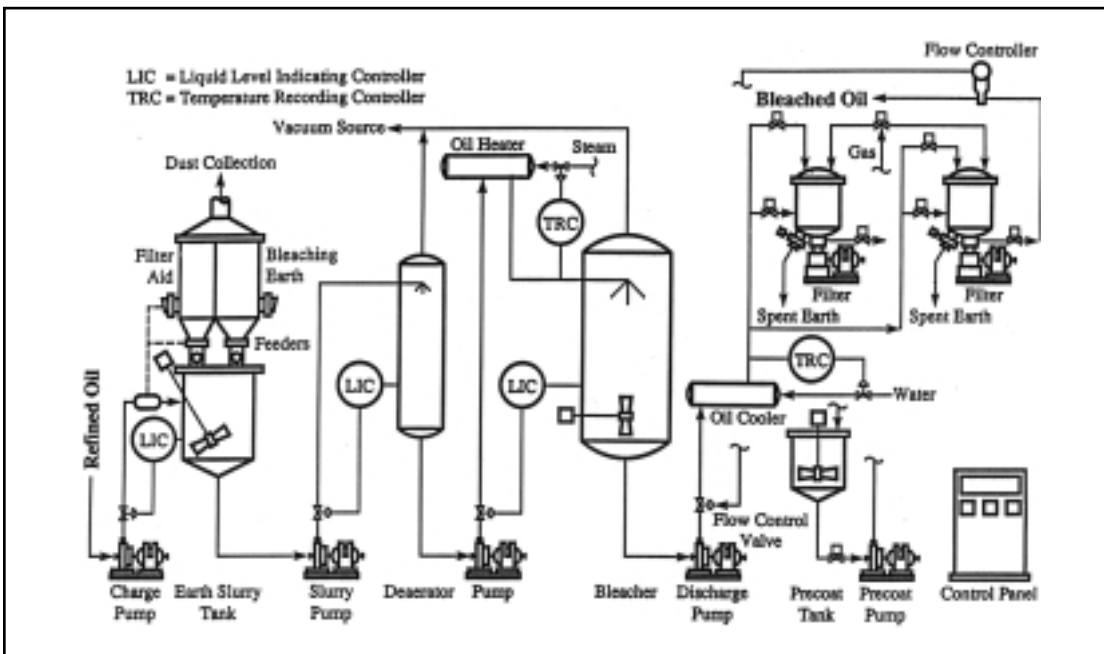 LIC = Liquid Level Indicating Controller
TRC = Temperature Recording Controller
Flow Controller
Bleached Oil
Vacuum Source
Oil Heater
Steam
Gas
Dust Collection
TRC
Filter
Aid
Bleaching
Earth
Filter
Filter
Spent Earth
Spent Earth
Feeders
LIC
LIC
TRC
Water
Oil Cooler
Refined Oil
LIC
Flow Control
Valve
Charge
Pump
Earth Slurry
Tank
Slurry
Pump
Deaerator
Pump
Bleacher
Discharge
Pump
Precoat
Tank
Precoat
Pump
Control Panel